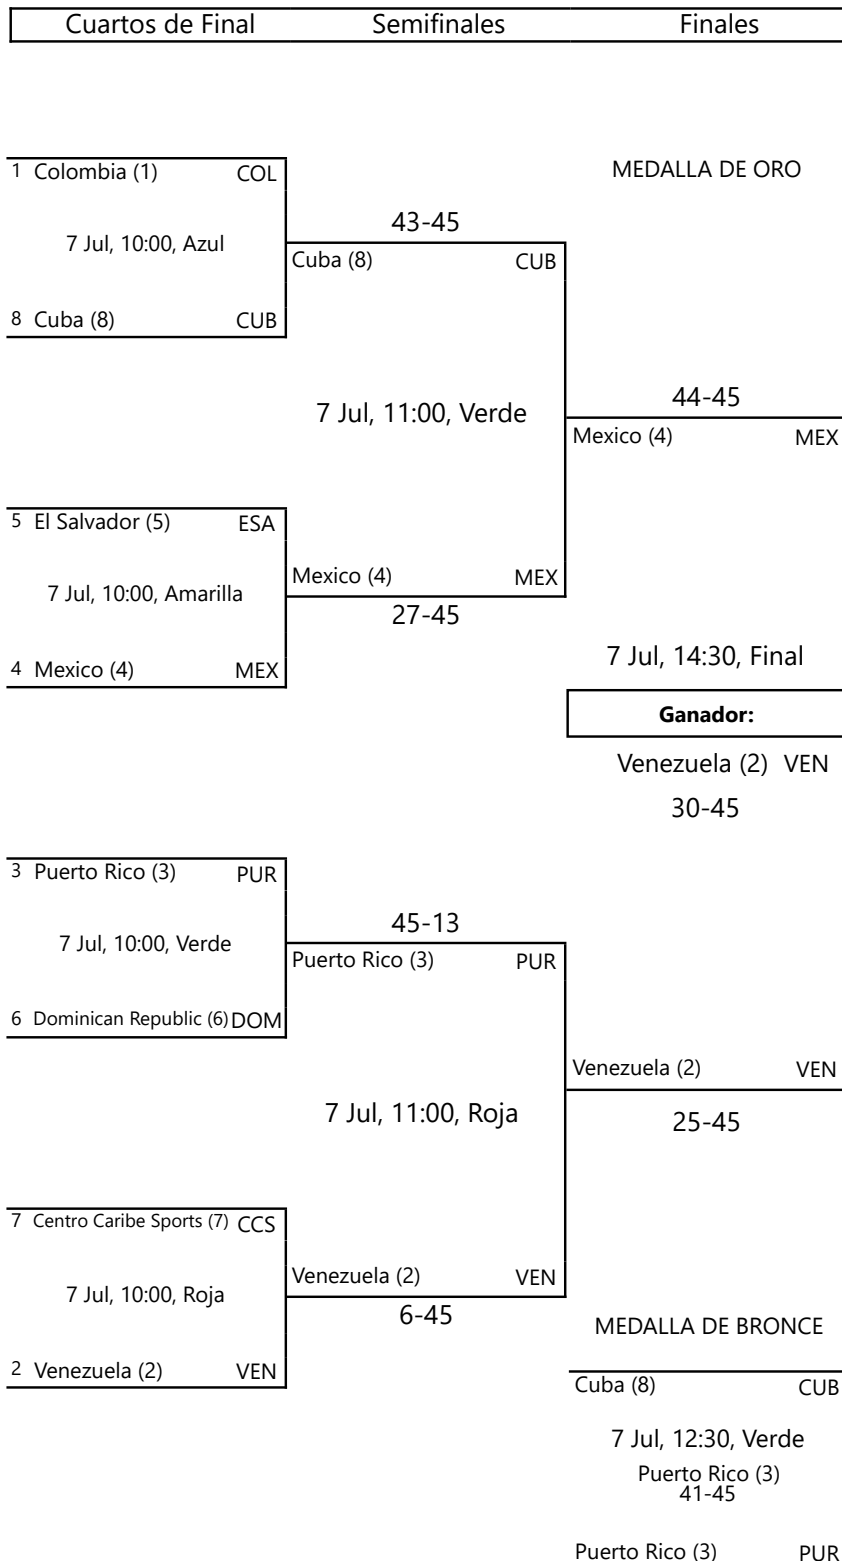 Cuartos de Final Semifinales Finales
MEDALLA DE ORO
1 Colombia (1) COL
7 Jul, 10:00, Azul
8 Cuba (8) CUB
43-45
Cuba (8) CUB
7 Jul, 11:00, Verde
44-45
Mexico (4) MEX
5 El Salvador (5) ESA
7 Jul, 10:00, Amarilla
4 Mexico (4) MEX
Mexico (4) MEX
27-45
7 Jul, 14:30, Final
Ganador:
Venezuela (2) VEN
30-45
3 Puerto Rico (3) PUR
7 Jul, 10:00, Verde
6 Dominican Republic (6) DOM
45-13
Puerto Rico (3) PUR
7 Jul, 11:00, Roja
Venezuela (2) VEN
25-45
7 Centro Caribe Sports (7) CCS
7 Jul, 10:00, Roja
2 Venezuela (2) VEN
Venezuela (2) VEN
6-45
MEDALLA DE BRONCE
Cuba (8) CUB
7 Jul, 12:30, Verde
Puerto Rico (3)
41-45
Puerto Rico (3) PUR